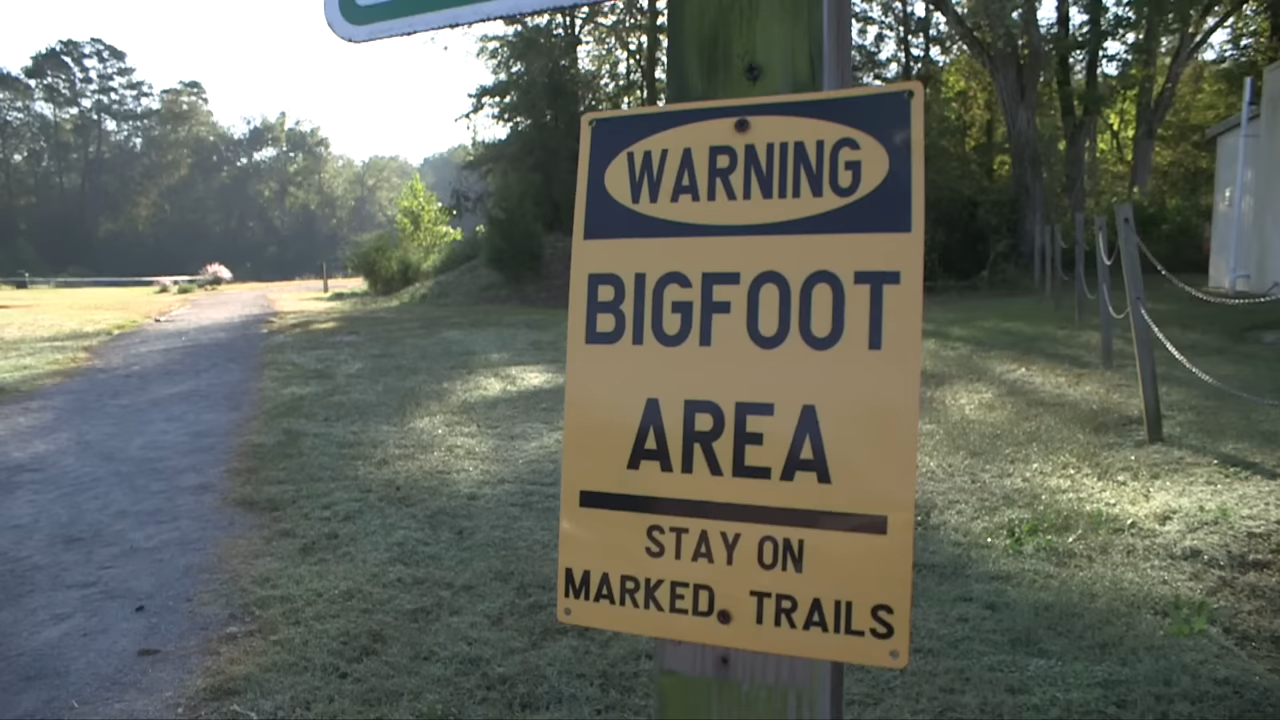 WARNING
BIGFOOT
AREA
STAY ON
MARKED TRAILS